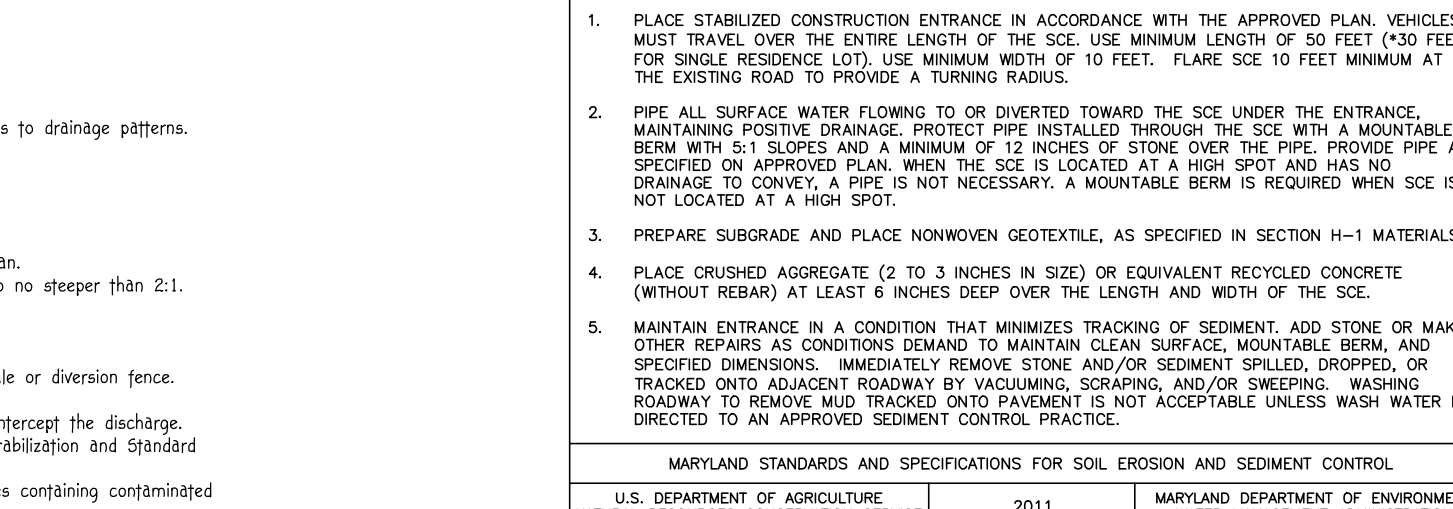 s to drainage patterns.
an.
o no steeper than 2:1.
le or diversion fence.
ntercept the discharge.
tabilization and Standard
s containing contaminated
1. PLACE STABILIZED CONSTRUCTION ENTRANCE IN ACCORDANCE WITH THE APPROVED PLAN. VEHICLES
MUST TRAVEL OVER THE ENTIRE LENGTH OF THE SCE. USE MINIMUM LENGTH OF 50 FEET (*30 FEE
FOR SINGLE RESIDENCE LOT). USE MINIMUM WIDTH OF 10 FEET. FLARE SCE 10 FEET MINIMUM AT
THE EXISTING ROAD TO PROVIDE A TURNING RADIUS.
2. PIPE ALL SURFACE WATER FLOWING TO OR DIVERTED TOWARD THE SCE UNDER THE ENTRANCE,
MAINTAINING POSITIVE DRAINAGE. PROTECT PIPE INSTALLED THROUGH THE SCE WITH A MOUNTABLE
BERM WITH 5:1 SLOPES AND A MINIMUM OF 12 INCHES OF STONE OVER THE PIPE. PROVIDE PIPE A
SPECIFIED ON APPROVED PLAN. WHEN THE SCE IS LOCATED AT A HIGH SPOT AND HAS NO
DRAINAGE TO CONVEY, A PIPE IS NOT NECESSARY. A MOUNTABLE BERM IS REQUIRED WHEN SCE IS
NOT LOCATED AT A HIGH SPOT.
3. PREPARE SUBGRADE AND PLACE NONWOVEN GEOTEXTILE, AS SPECIFIED IN SECTION H–1 MATERIALS
4. PLACE CRUSHED AGGREGATE (2 TO 3 INCHES IN SIZE) OR EQUIVALENT RECYCLED CONCRETE
(WITHOUT REBAR) AT LEAST 6 INCHES DEEP OVER THE LENGTH AND WIDTH OF THE SCE.
5. MAINTAIN ENTRANCE IN A CONDITION THAT MINIMIZES TRACKING OF SEDIMENT. ADD STONE OR MAK
OTHER REPAIRS AS CONDITIONS DEMAND TO MAINTAIN CLEAN SURFACE, MOUNTABLE BERM, AND
SPECIFIED DIMENSIONS. IMMEDIATELY REMOVE STONE AND/OR SEDIMENT SPILLED, DROPPED, OR
TRACKED ONTO ADJACENT ROADWAY BY VACUUMING, SCRAPING, AND/OR SWEEPING. WASHING
ROADWAY TO REMOVE MUD TRACKED ONTO PAVEMENT IS NOT ACCEPTABLE UNLESS WASH WATER
DIRECTED TO AN APPROVED SEDIMENT CONTROL PRACTICE.
MARYLAND STANDARDS AND SPECIFICATIONS FOR SOIL EROSION AND SEDIMENT CONTROL
U.S. DEPARTMENT OF AGRICULTURE
2011
MARYLAND DEPARTMENT OF ENVIRONME